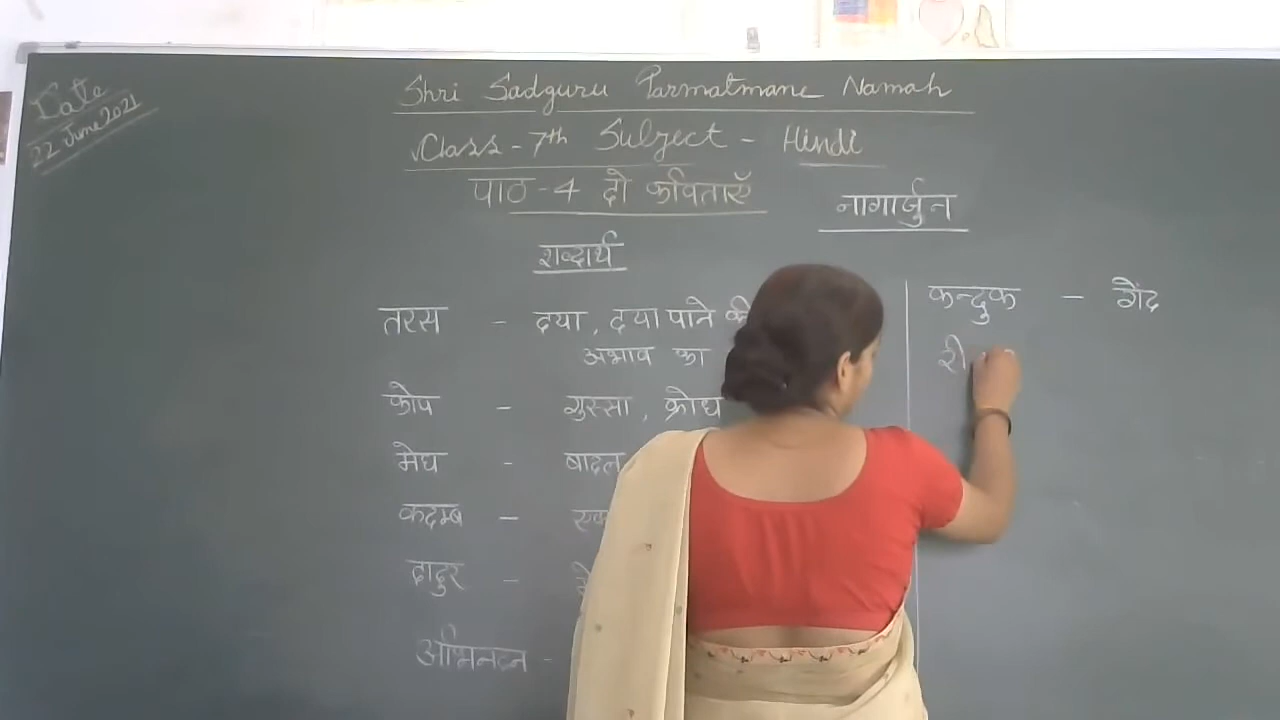 Date
22 June 2021
Shri Sadguru Parmatmane Namah
Class - 7th Subject - Hindi
पाठ - 4 दो कविताएँ
नागार्जुन
शब्दार्थ
तरस - दया, दया पाने की
अभाव का
कोप - गुस्सा, क्रोध
मेघ - बादल
कदम्ब -
दादुर -
अभिनन्दन -
कन्दुक - गेंद